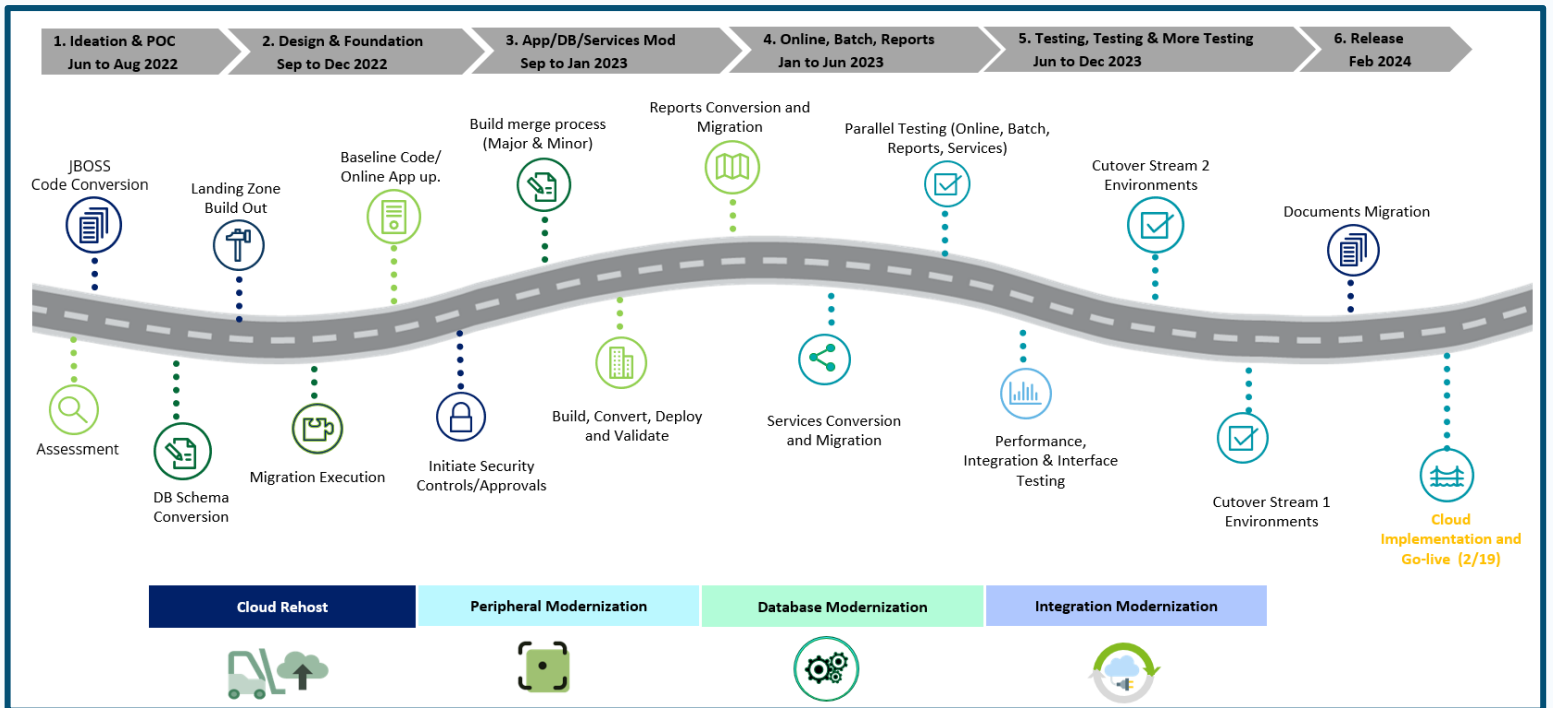 1. Ideation & POC
Jun to Aug 2022
2. Design & Foundation
Sep to Dec 2022
3. App/DB/Services Mod
Sep to Jan 2023
4. Online, Batch, Reports
Jan to Jun 2023
5. Testing, Testing & More Testing
Jun to Dec 2023
6. Release
Feb 2024
JBOSS
Code Conversion
Landing Zone
Build Out
Baseline Code/
Online App up.
Build merge process
(Major & Minor)
Reports Conversion and
Migration
Parallel Testing (Online, Batch,
Reports, Services)
Cutover Stream 2
Environments
Documents Migration
Assessment
DB Schema
Conversion
Migration Execution
Initiate Security
Controls/Approvals
Build, Convert, Deploy
and Validate
Services Conversion
and Migration
Performance,
Integration & Interface
Testing
Cutover Stream 1
Environments
Cloud
Implementation and
Go-live (2/19)
Cloud Rehost
Peripheral Modernization
Database Modernization
Integration Modernization